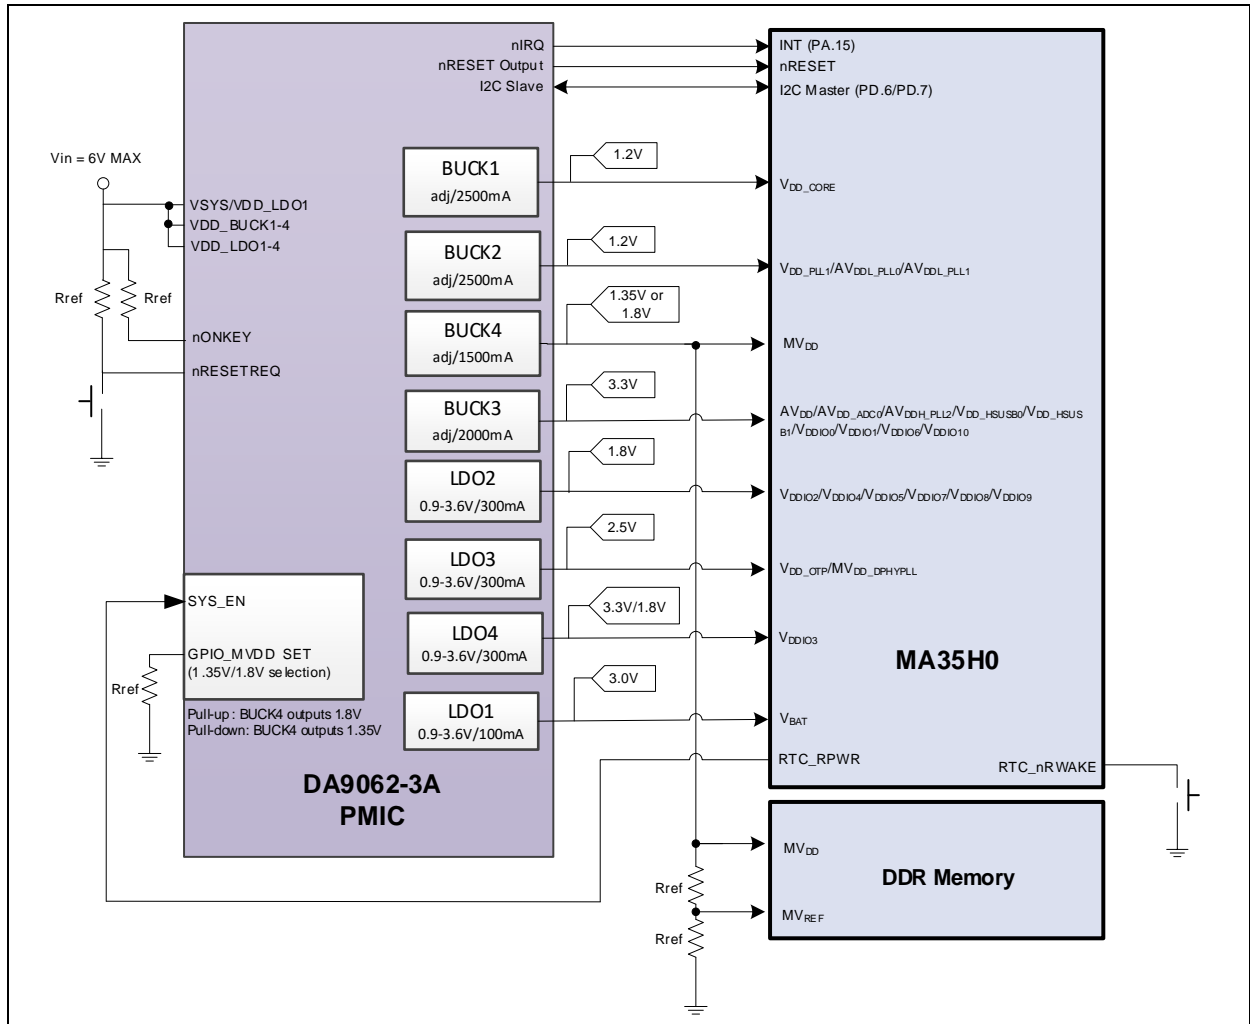 nIRQ
nRESET Output
I2C Slave
INT (PA.15)
nRESET
I2C Master (PD.6/PD.7)
Vin = 6V MAX
VSYS/VDD_LDO1
VDD_BUCK1-4
VDD_LDO1-4
Rref
Rref
nONKEY
nRESETREQ
BUCK1
adj/2500mA
1.2V
VDD_CORE
BUCK2
adj/2500mA
1.2V
VDD_PLL1/AVDDL_PLL0/AVDDL_PLL1
BUCK4
adj/1500mA
1.35V or
1.8V
MVDD
BUCK3
adj/2000mA
3.3V
AVDD/AVDD_ADC0/AVDDH_PLL2/VDD_HSUSB0/VDD_HSUS
B1/VDDIO0/VDDIO1/VDDIO6/VDDIO10
LDO2
0.9-3.6V/300mA
1.8V
VDDIO2/VDDIO4/VDDIO5/VDDIO7/VDDIO8/VDDIO9
LDO3
0.9-3.6V/300mA
2.5V
VDD_OTP/MVDD_DPHYPLL
LDO4
0.9-3.6V/300mA
3.3V/1.8V
VDDIO3
LDO1
0.9-3.6V/100mA
3.0V
VBAT
SYS_EN
GPIO_MVDD SET
(1.35V/1.8V selection)
Rref
Pull-up : BUCK4 outputs 1.8V
Pull-down: BUCK4 outputs 1.35V
DA9062-3A
PMIC
MA35H0
RTC_RPWR
RTC_nRWAKE
MVDD
DDR Memory
MVREF
Rref
Rref